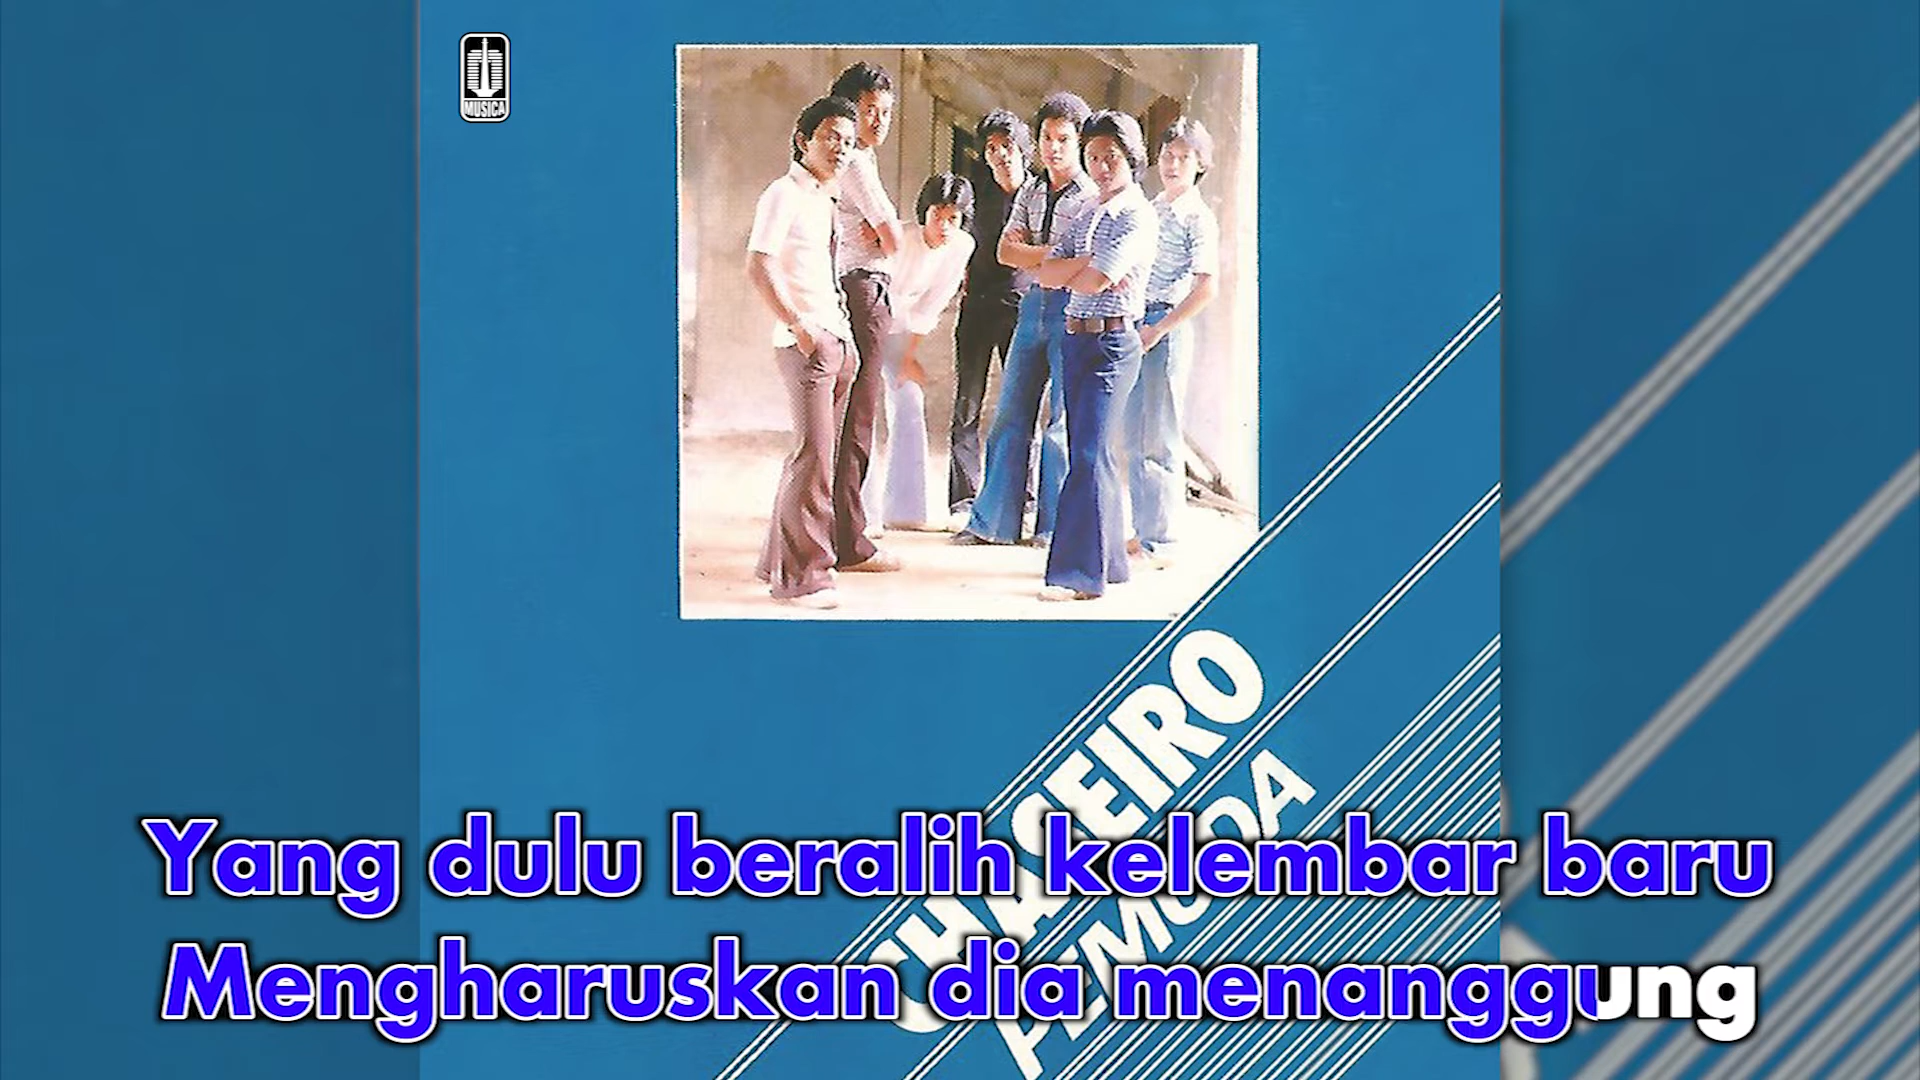 MUSICA
CHASEIRO
PEMUDA
Yang dulu beralih kelembar baru
Mengharuskan dia menanggung